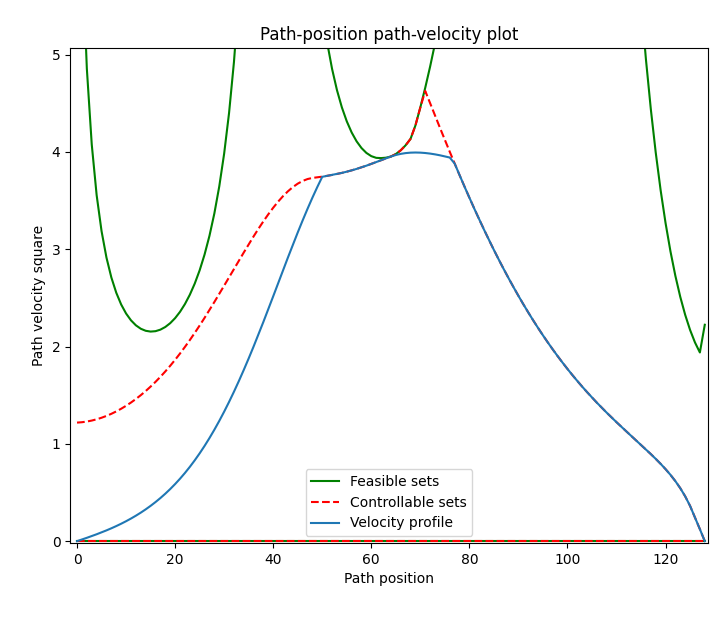 Path-position path-velocity plot
Path velocity square
5
4
3
2
1
0
0 20 40 60 80 100 120
Path position
Feasible sets
Controllable sets
Velocity profile